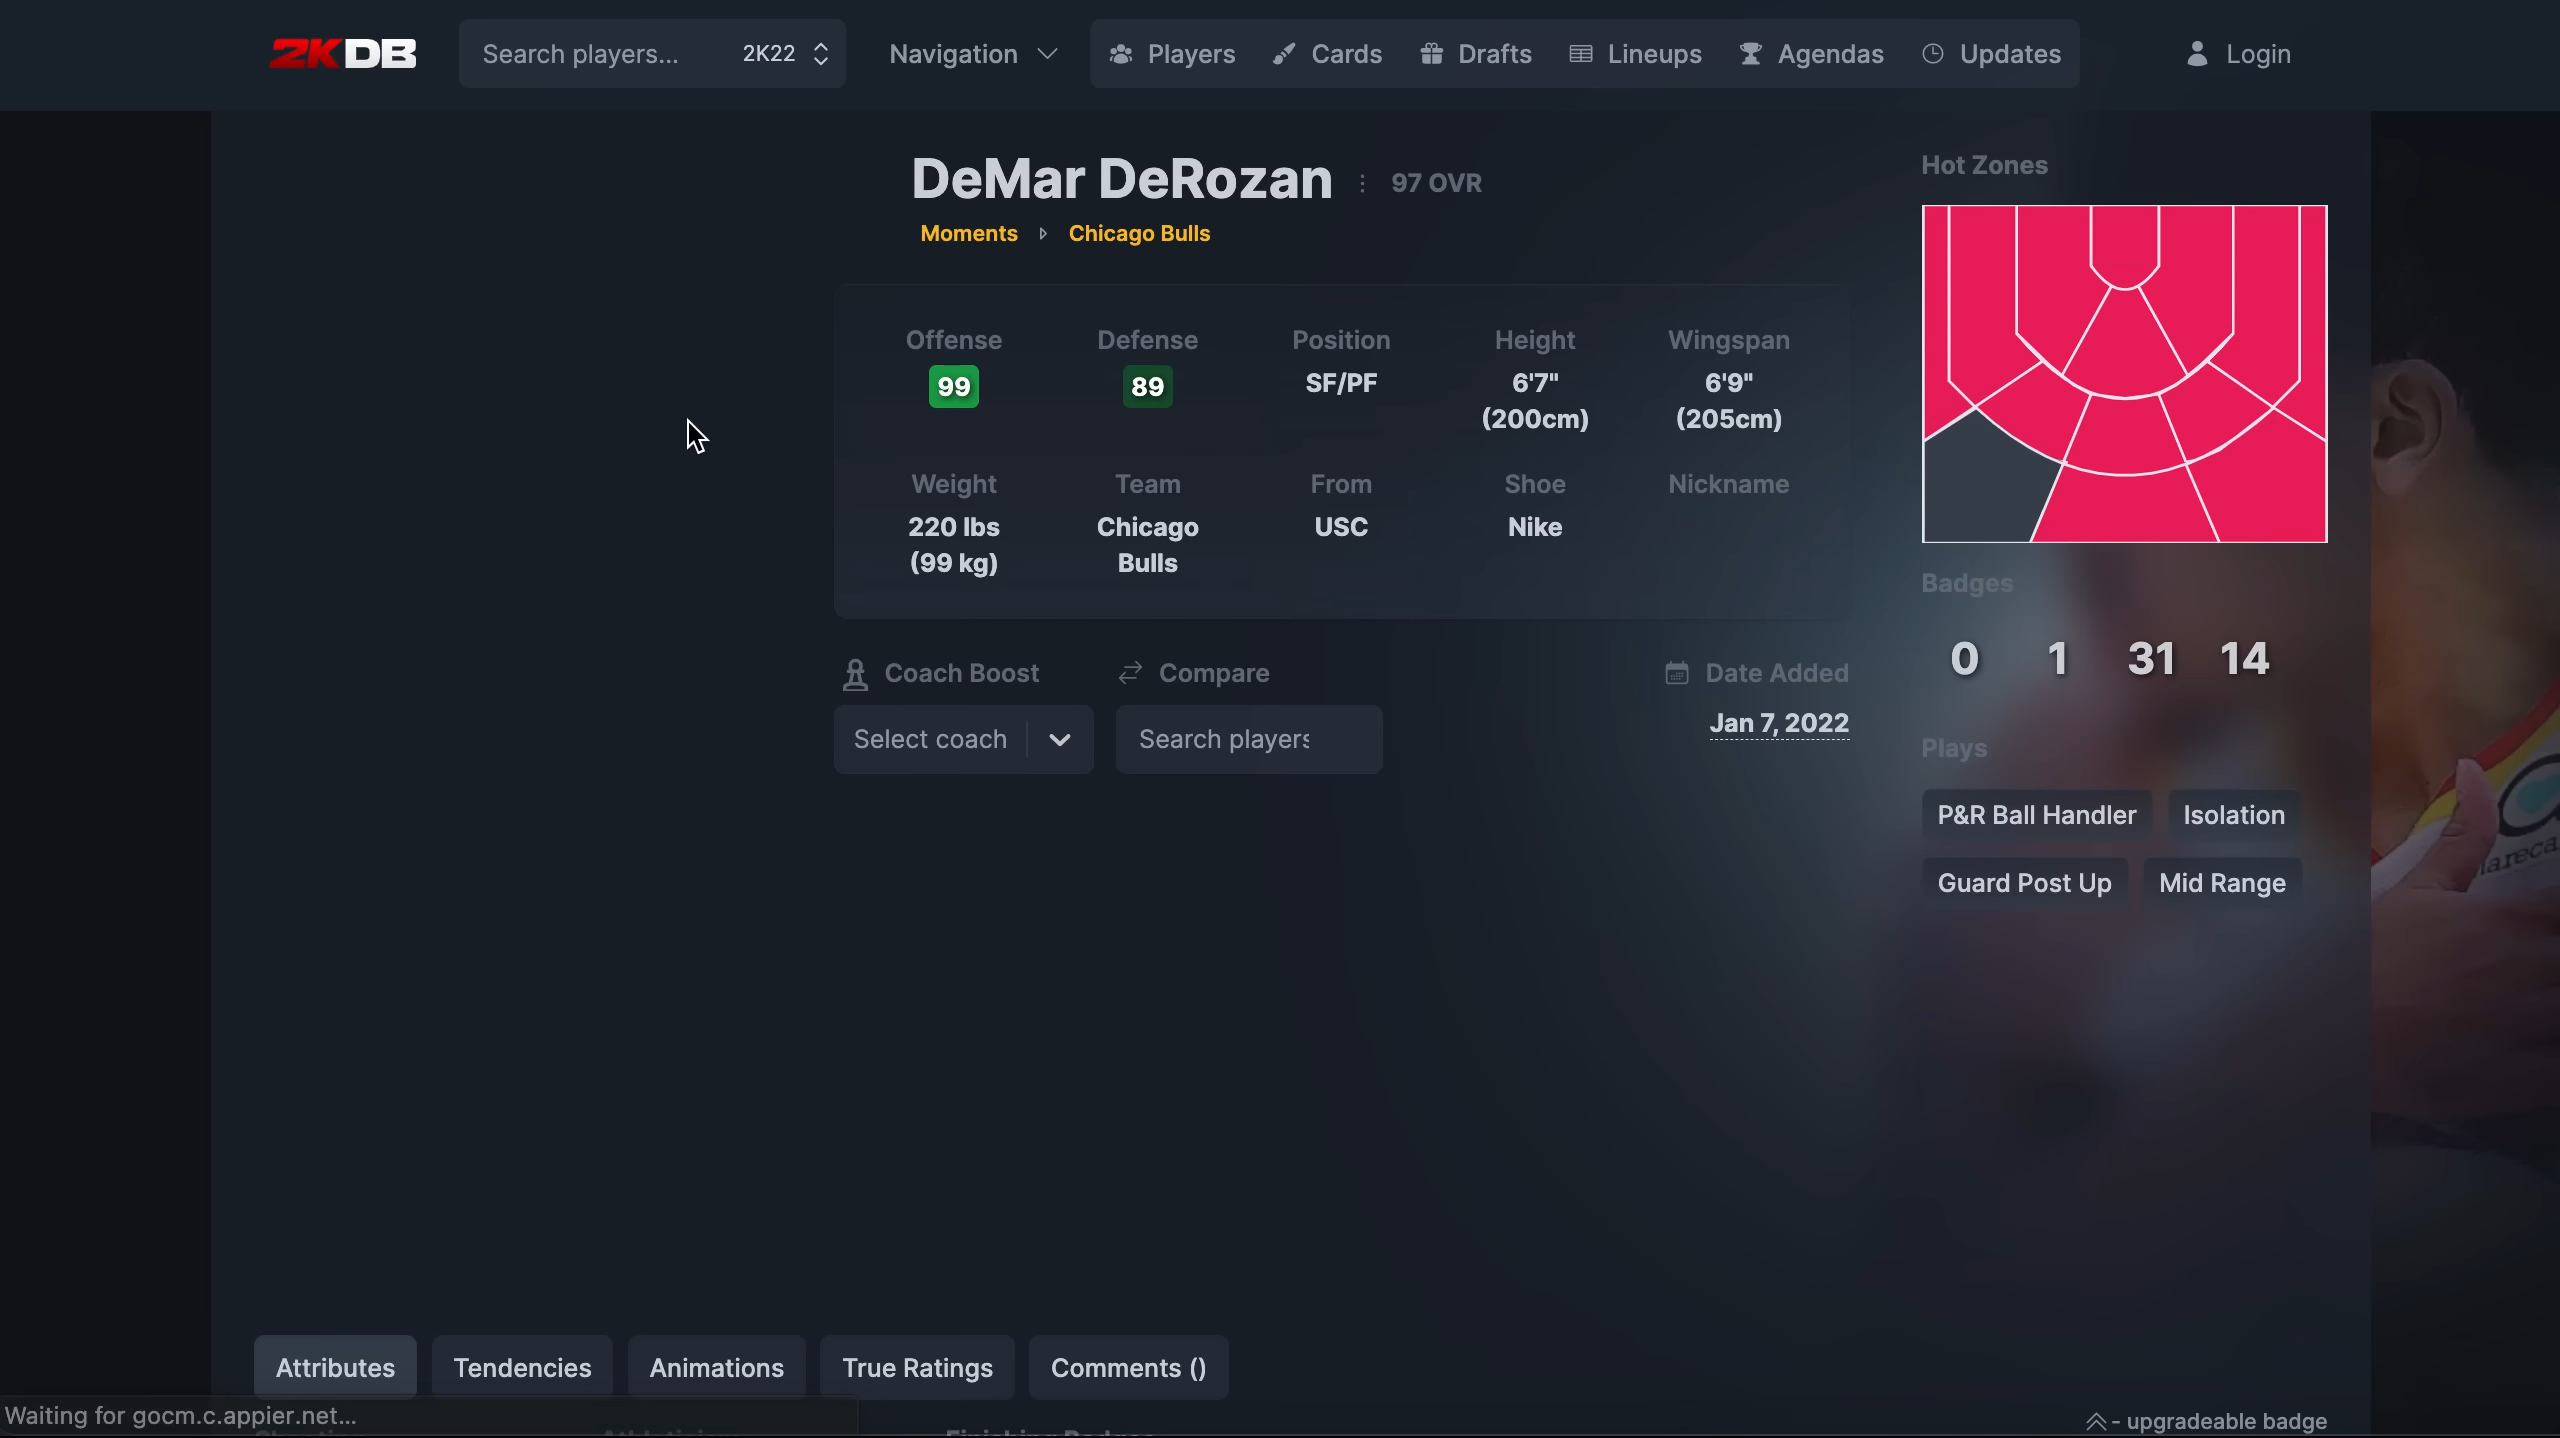 2KDB
Search players...
2K22
Navigation
Players
Cards
Drafts
Lineups
Agendas
Updates
Login
DeMar DeRozan
97 OVR
Moments
Chicago Bulls
Offense
99
Defense
89
Position
SF/PF
Height
6'7"
(200cm)
Wingspan
6'9"
(205cm)
Weight
220 lbs
(99 kg)
Team
Chicago
Bulls
From
USC
Shoe
Nike
Nickname
Coach Boost
Select coach
Compare
Search players
Date Added
Jan 7, 2022
Hot Zones
Badges
0 1 31 14
Plays
P&R Ball Handler
Isolation
Guard Post Up
Mid Range
Attributes
Tendencies
Animations
True Ratings
Comments ()
Waiting for gocm.c.appier.net...
- upgradeable badge